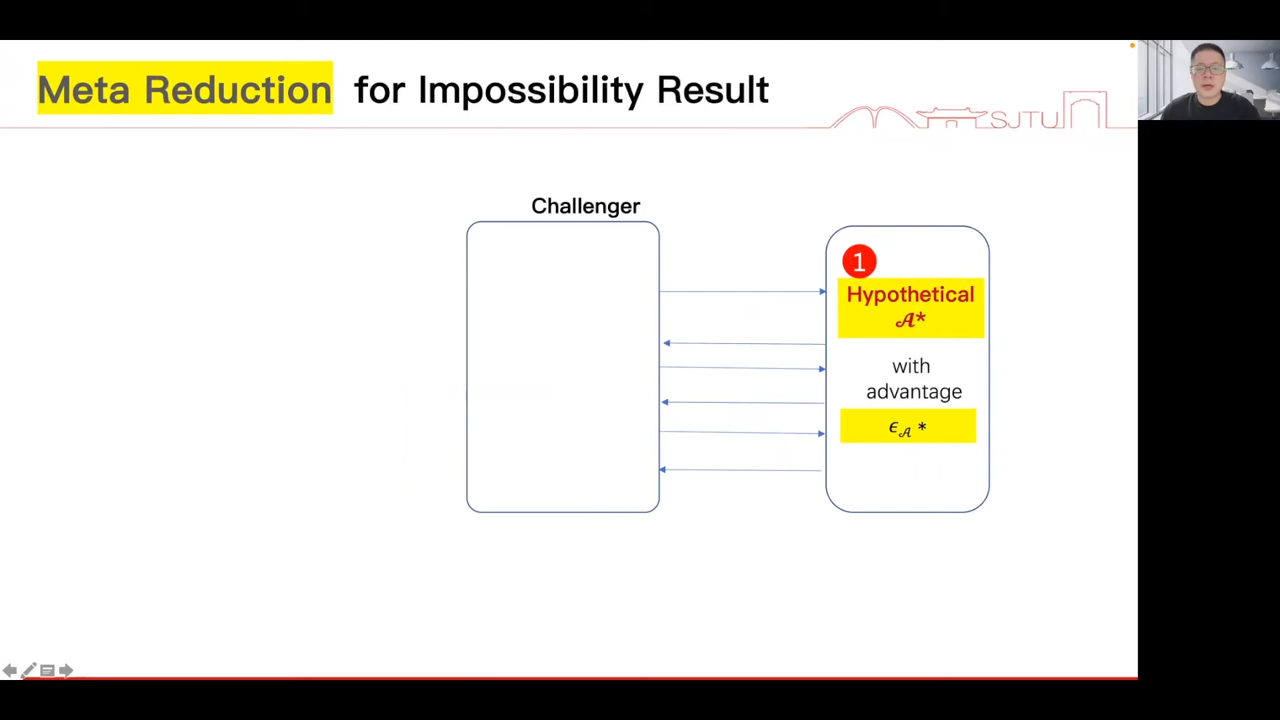 Meta Reduction for Impossibility Result
SJTU
Challenger
1
Hypothetical
𝒜*
with
advantage
ϵ𝒜*